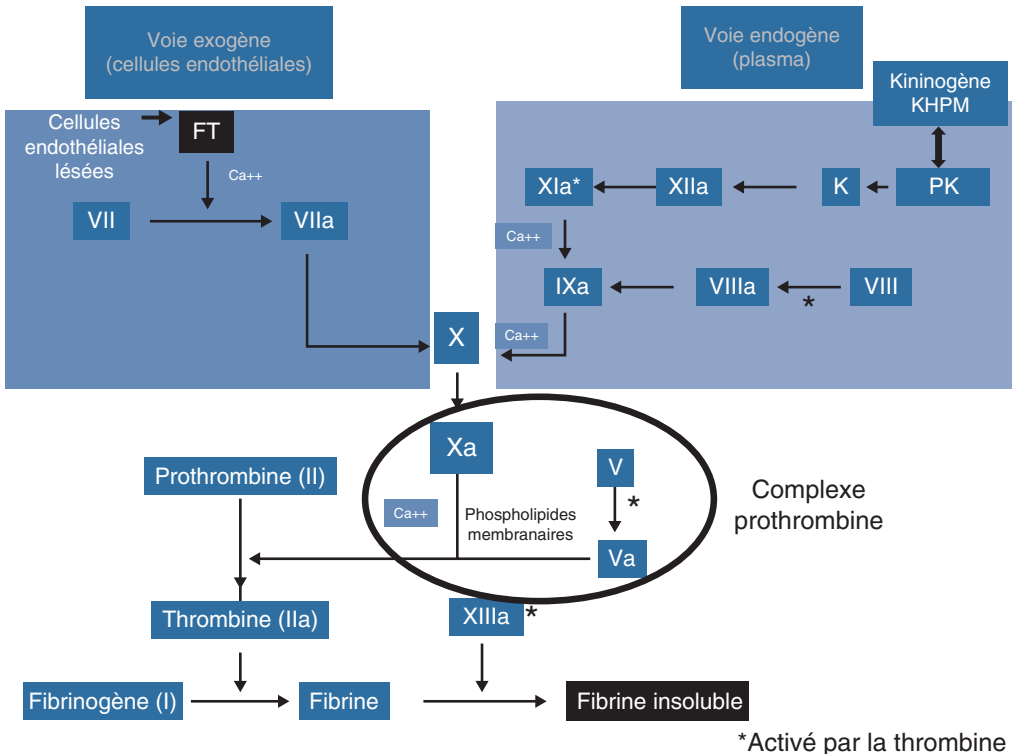 Voie exogène
(cellules endothéliales)
Voie endogène
(plasma)
Kininogène
KHPM
Cellules
endothéliales
lésées
FT
Ca++
VII
VIIa
XIa*
XIIa
K
PK
Ca++
IXa
VIIIa
*
VIII
Ca++
X
Xa
V
*
Va
Ca++
Phospholipides
membranaires
Complexe
prothrombine
Prothrombine (II)
Thrombine (IIa)
XIIIa
*
Fibrinogène (I)
Fibrine
Fibrine insoluble
*Activé par la thrombine